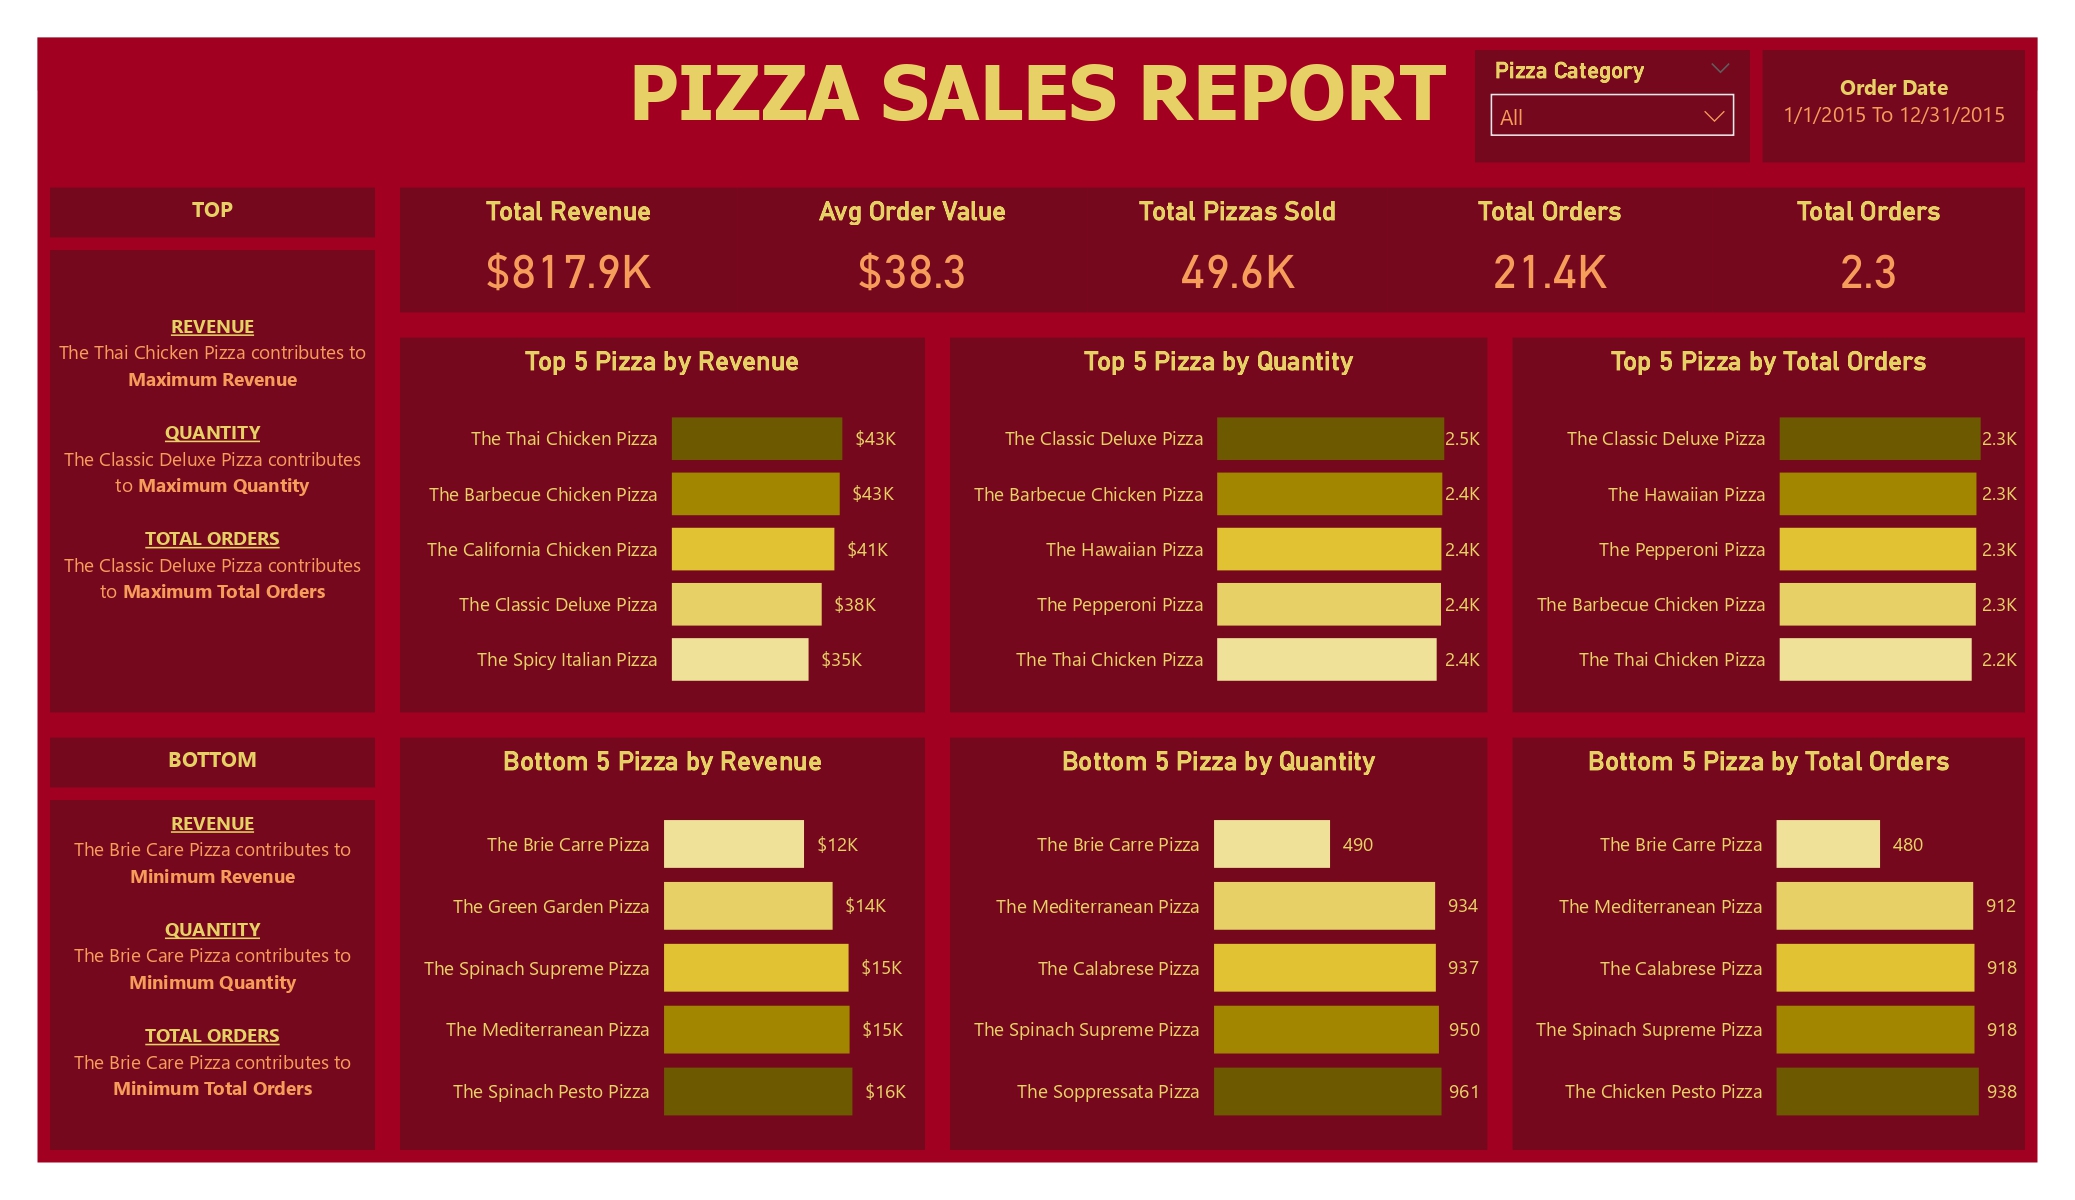 PIZZA SALES REPORT
Pizza Category
All
Order Date
1/1/2015 To 12/31/2015
TOP
REVENUE
The Thai Chicken Pizza contributes to
Maximum Revenue
QUANTITY
The Classic Deluxe Pizza contributes
to Maximum Quantity
TOTAL ORDERS
The Classic Deluxe Pizza contributes
to Maximum Total Orders
Total Revenue
$817.9K
Avg Order Value
$38.3
Total Pizzas Sold
49.6K
Total Orders
21.4K
Total Orders
2.3
Top 5 Pizza by Revenue
The Thai Chicken Pizza $43K
The Barbecue Chicken Pizza $43K
The California Chicken Pizza $41K
The Classic Deluxe Pizza $38K
The Spicy Italian Pizza $35K
Top 5 Pizza by Quantity
The Classic Deluxe Pizza 2.5K
The Barbecue Chicken Pizza 2.4K
The Hawaiian Pizza 2.4K
The Pepperoni Pizza 2.4K
The Thai Chicken Pizza 2.4K
Top 5 Pizza by Total Orders
The Classic Deluxe Pizza 2.3K
The Hawaiian Pizza 2.3K
The Pepperoni Pizza 2.3K
The Barbecue Chicken Pizza 2.3K
The Thai Chicken Pizza 2.2K
BOTTOM
REVENUE
The Brie Care Pizza contributes to
Minimum Revenue
QUANTITY
The Brie Care Pizza contributes to
Minimum Quantity
TOTAL ORDERS
The Brie Care Pizza contributes to
Minimum Total Orders
Bottom 5 Pizza by Revenue
The Brie Carre Pizza $12K
The Green Garden Pizza $14K
The Spinach Supreme Pizza $15K
The Mediterranean Pizza $15K
The Spinach Pesto Pizza $16K
Bottom 5 Pizza by Quantity
The Brie Carre Pizza 490
The Mediterranean Pizza 934
The Calabrese Pizza 937
The Spinach Supreme Pizza 950
The Soppressata Pizza 961
Bottom 5 Pizza by Total Orders
The Brie Carre Pizza 480
The Mediterranean Pizza 912
The Calabrese Pizza 918
The Spinach Supreme Pizza 918
The Chicken Pesto Pizza 938